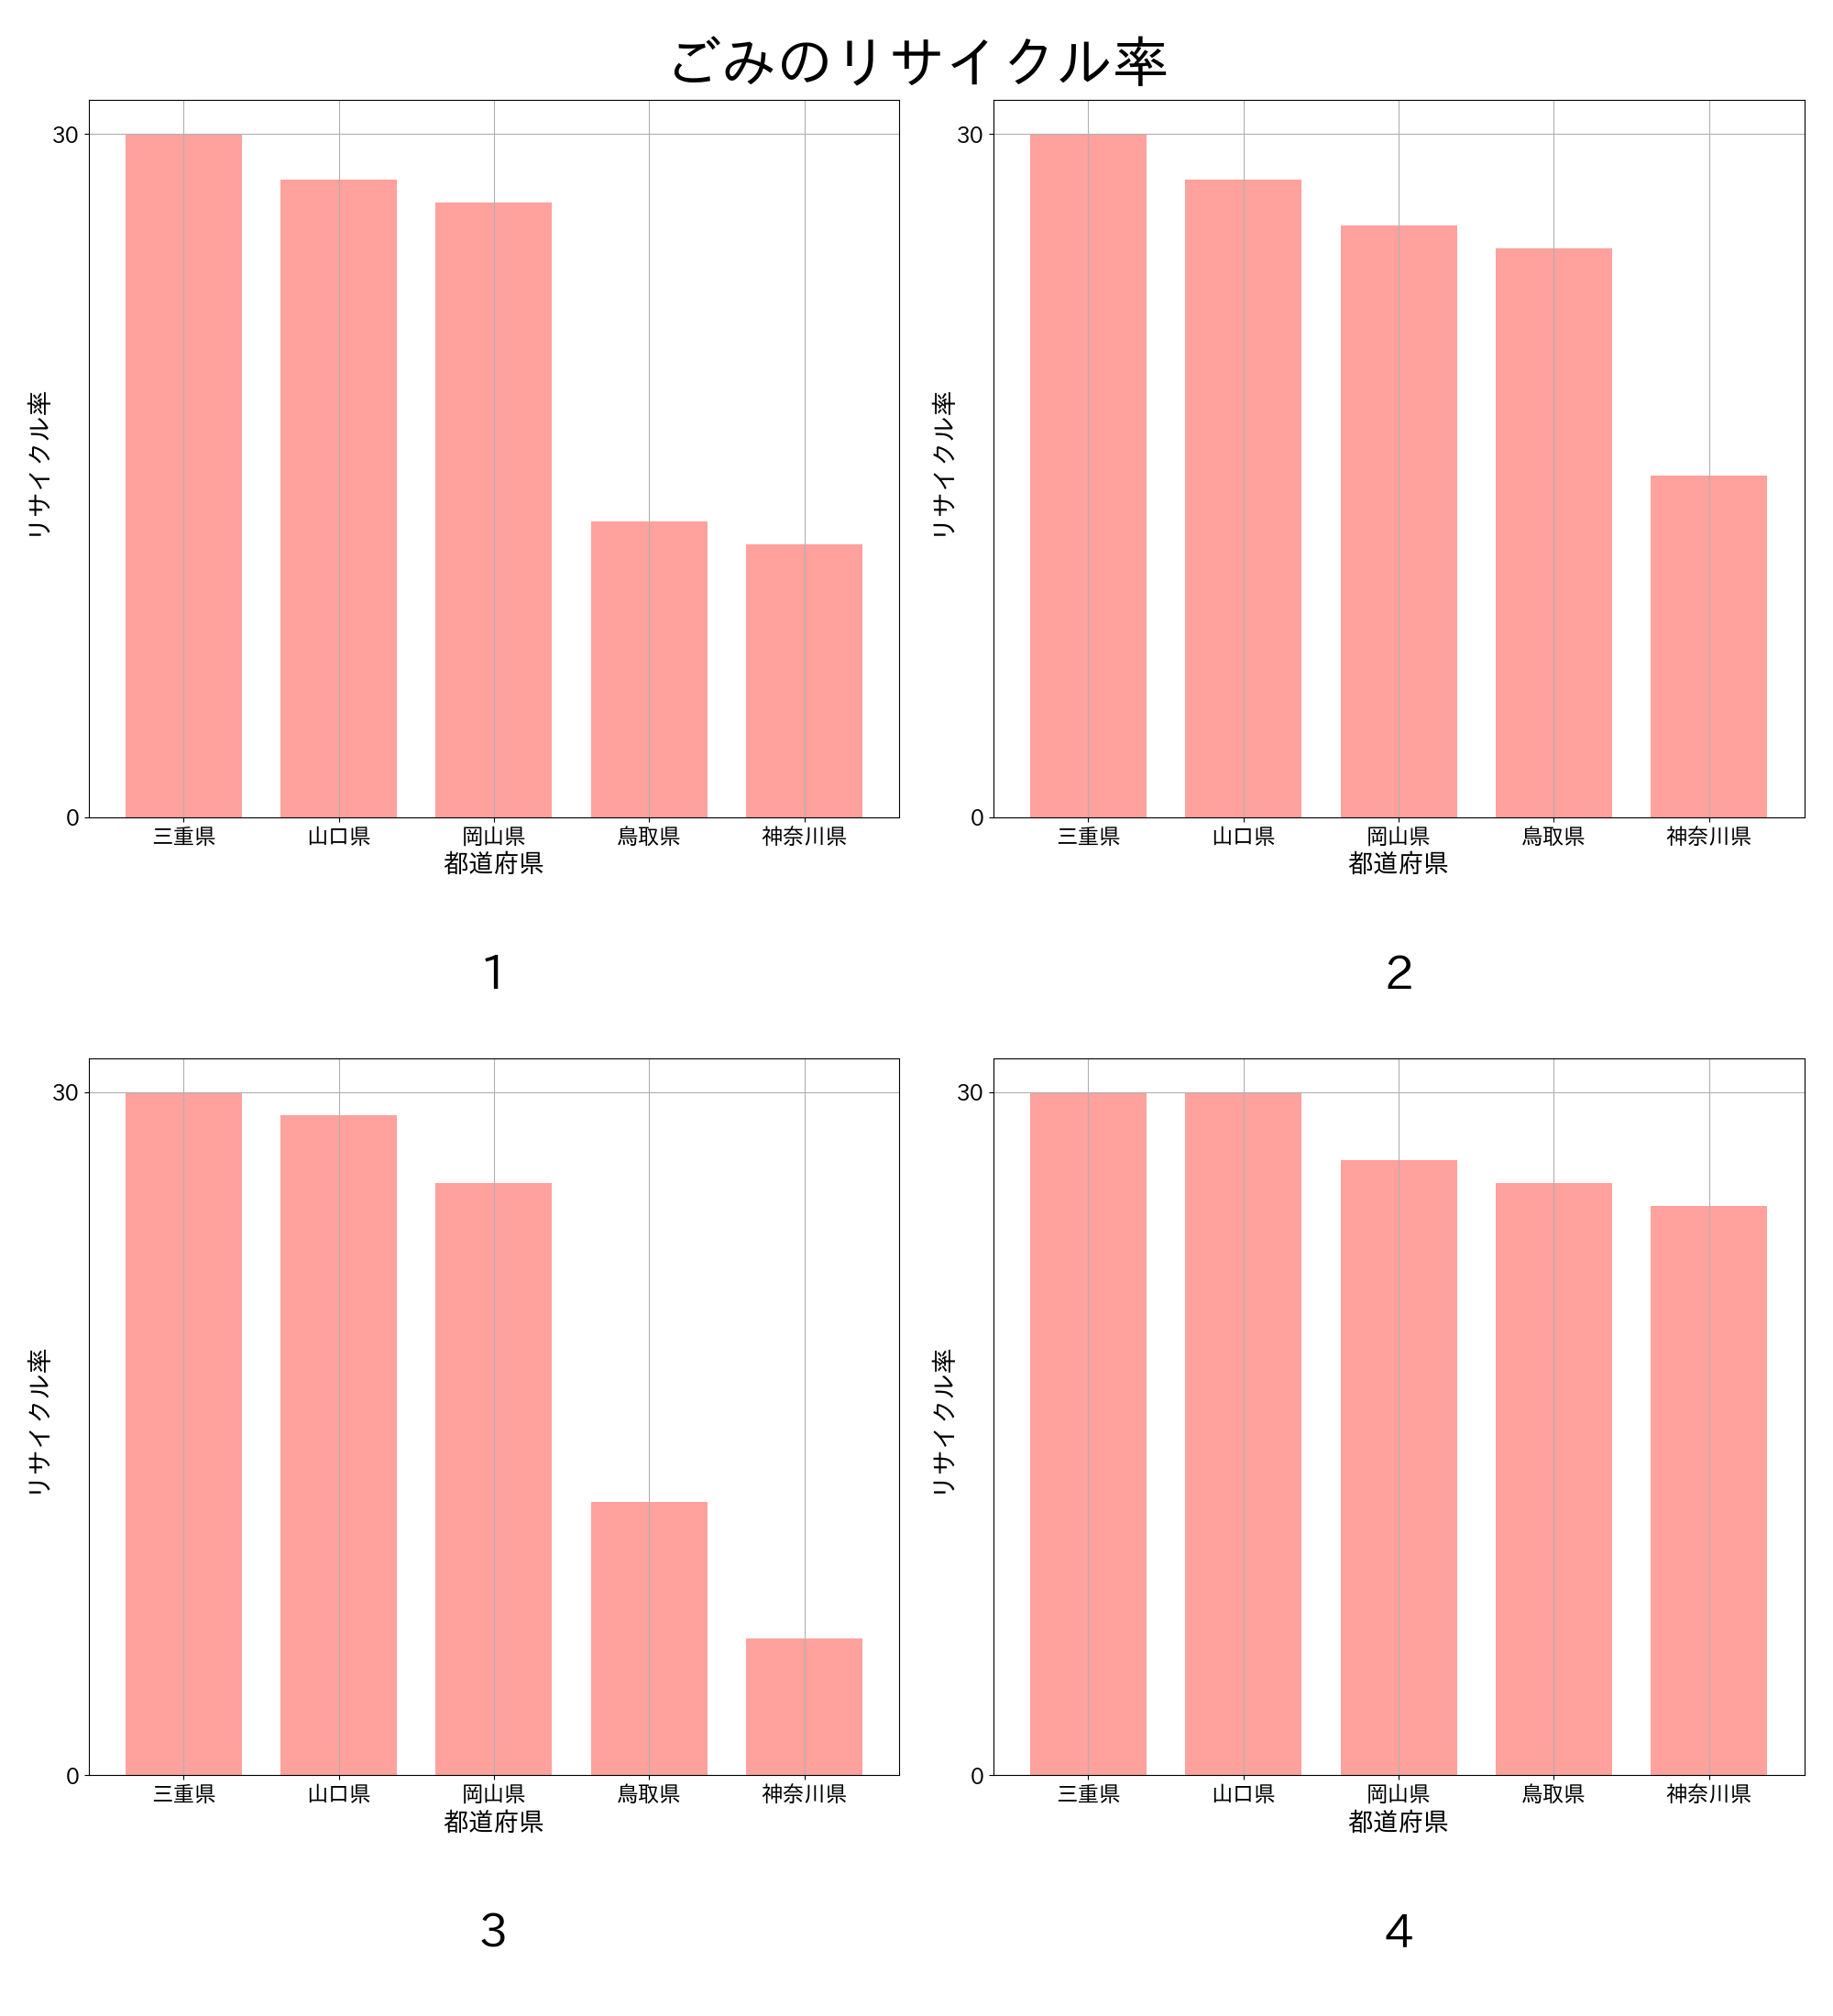 ごみのリサイクル率
30
0
リサイクル率
三重県 山口県 岡山県 鳥取県 神奈川県
都道府県
1
30
0
リサイクル率
三重県 山口県 岡山県 鳥取県 神奈川県
都道府県
2
30
0
リサイクル率
三重県 山口県 岡山県 鳥取県 神奈川県
都道府県
3
30
0
リサイクル率
三重県 山口県 岡山県 鳥取県 神奈川県
都道府県
4